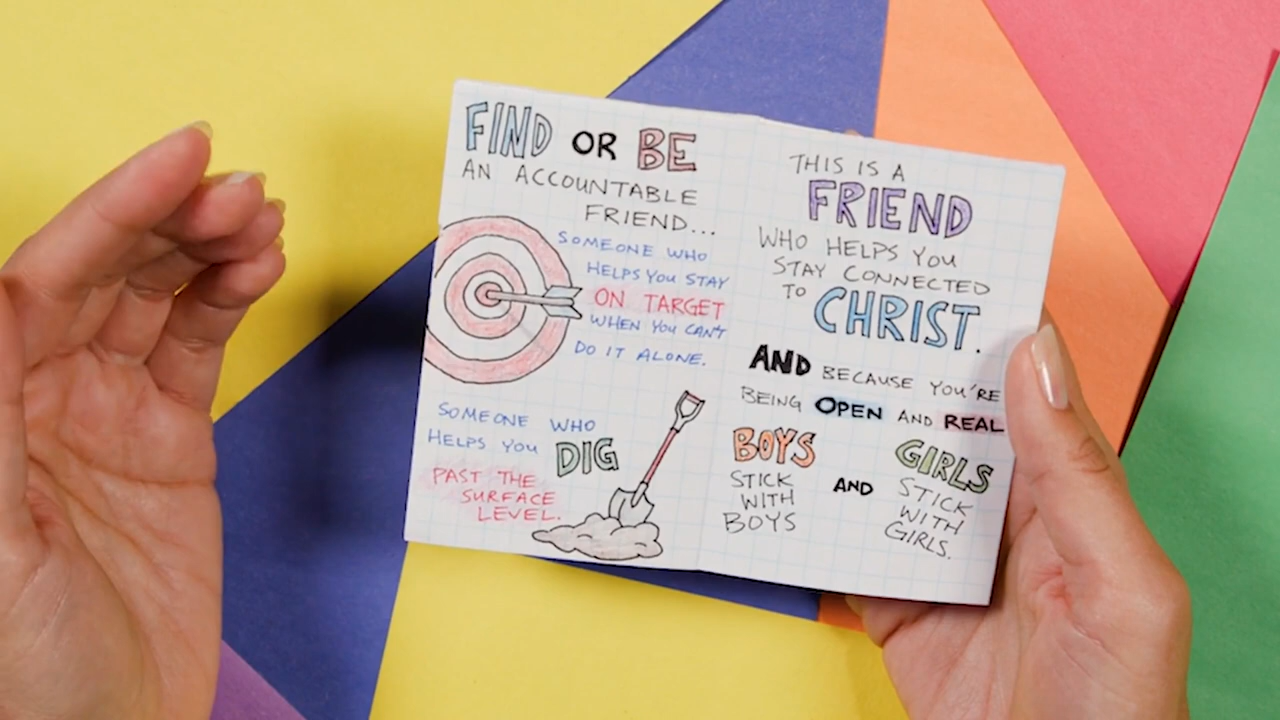 FIND OR BE
AN ACCOUNTABLE
FRIEND...
SOMEONE WHO
HELPS YOU STAY
ON TARGET
WHEN YOU CAN'T
DO IT ALONE.
SOMEONE WHO
HELPS YOU DIG
PAST THE
SURFACE
LEVEL.
THIS IS A
FRIEND
WHO HELPS YOU
STAY CONNECTED
TO CHRIST.
AND BECAUSE YOU'RE
BEING OPEN AND REAL
BOYS
STICK
WITH
BOYS
AND
GIRLS
STICK
WITH
GIRLS.